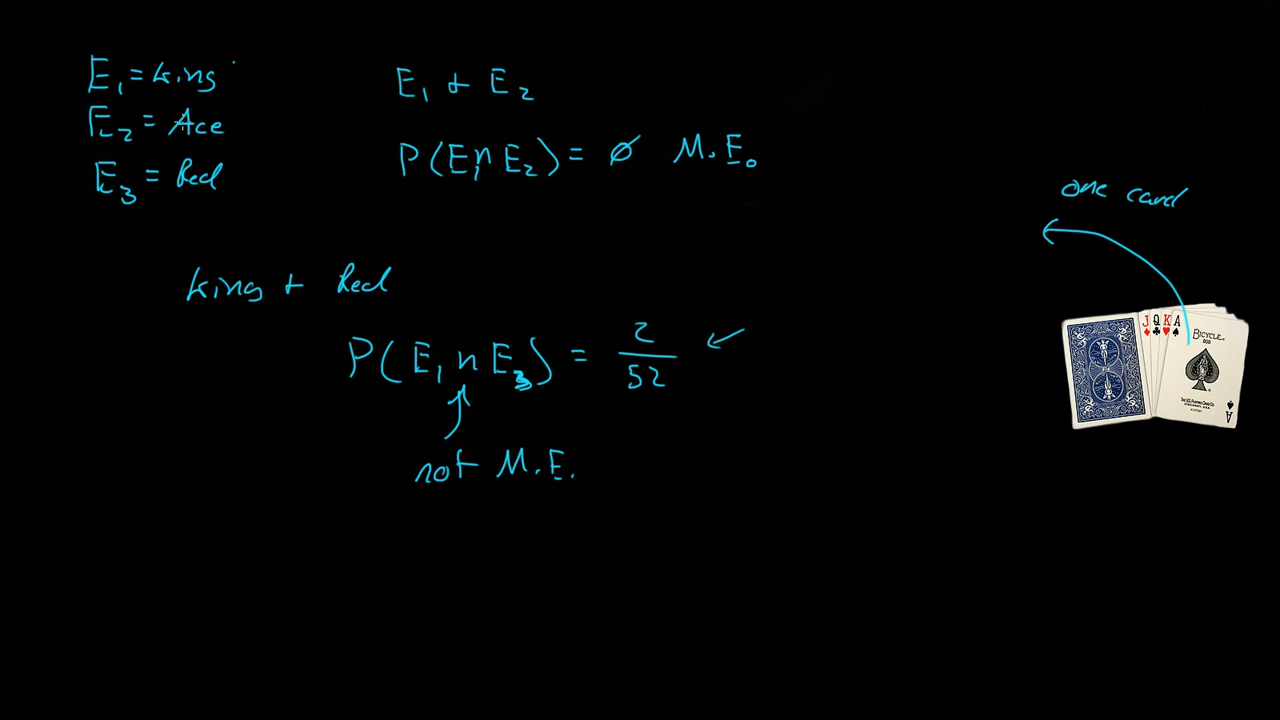 E₁ = king
E₂ = Ace
E₃ = Red
E₁ + E₂
P(E₁∩E₂) = ∅ M.E.
one card
king + Red
P(E₁∩E₃) = 2/52
not M.E.
J Q K A
BICYCLE®
808
A